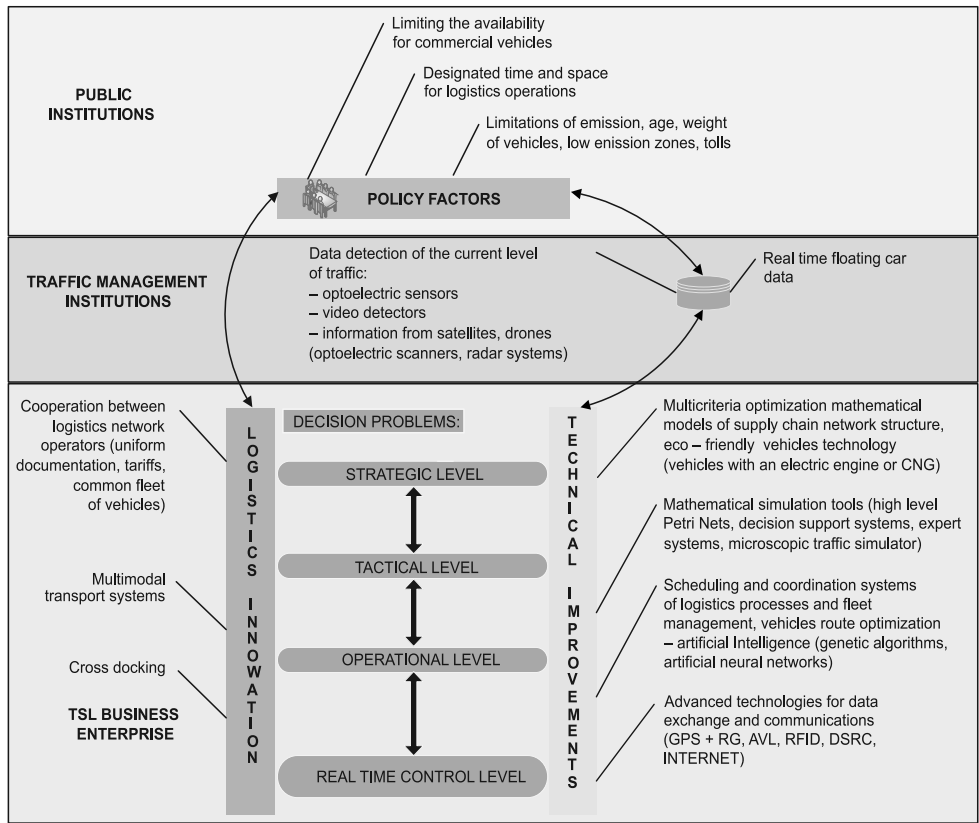 Limiting the availability
for commercial vehicles
Designated time and space
for logistics operations
PUBLIC
INSTITUTIONS
Limitations of emission, age, weight
of vehicles, low enission zones, tolls
POLICY FACTORS
TRAFFIC MANAGEMENT
INSTITUTIONS
Data detection of the current level
of traffic:
– optoelectric sensors
– video detectors
– information from satellites, drones
(optoelectric scanners, radar systems)
Real time floating car
data
Cooperation between
logistics network
operators (uniform
documentation, tariffs,
common fleet
of vehicles)
Multimodal
transport systems
Cross docking
TSL BUSINESS
ENTERPRISE
LOGISTICS INNOWATION
DECISION PROBLEMS:
STRATEGIC LEVEL
TACTICAL LEVEL
OPERATIONAL LEVEL
REAL TIME CONTROL LEVEL
TECHNICAL IMPROVEMENTS
Multicriteria optimization mathematical
models of supply chain network structure,
eco – friendly vehicles technology
(vehicles with an electric engine or CNG)
Mathematical simulation tools (high level
Petri Nets, decision support systems, expert
systems, microscopic traffic simulator)
Scheduling and coordination systems
of logistics processes and fleet
management, vehicles route optimization
– artificial Intelligence (genetic algorithms,
artificial neural networks)
Advanced technologies for data
exchange and communications
(GPS + RG, AVL, RFID, DSRC,
INTERNET)